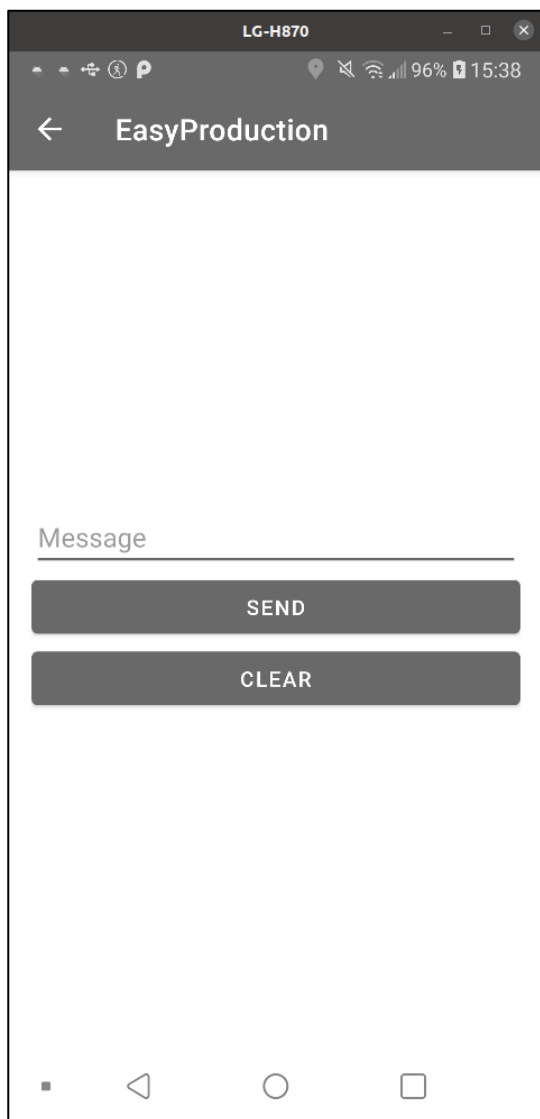 LG-H870
96% 15:38
EasyProduction
Message
SEND
CLEAR